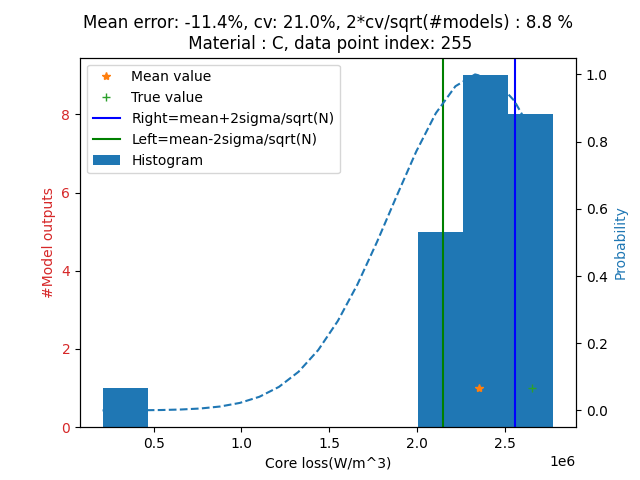 Mean error: -11.4%, cv: 21.0%, 2*cv/sqrt(#models) : 8.8 %
Material : C, data point index: 255
Mean value
True value
Right=mean+2sigma/sqrt(N)
Left=mean-2sigma/sqrt(N)
Histogram
#Model outputs
8
6
4
2
0
1.0
0.8
0.6
0.4
0.2
0.0
Probability
0.5
1.0
1.5
2.0
2.5
1e6
Core loss(W/m^3)